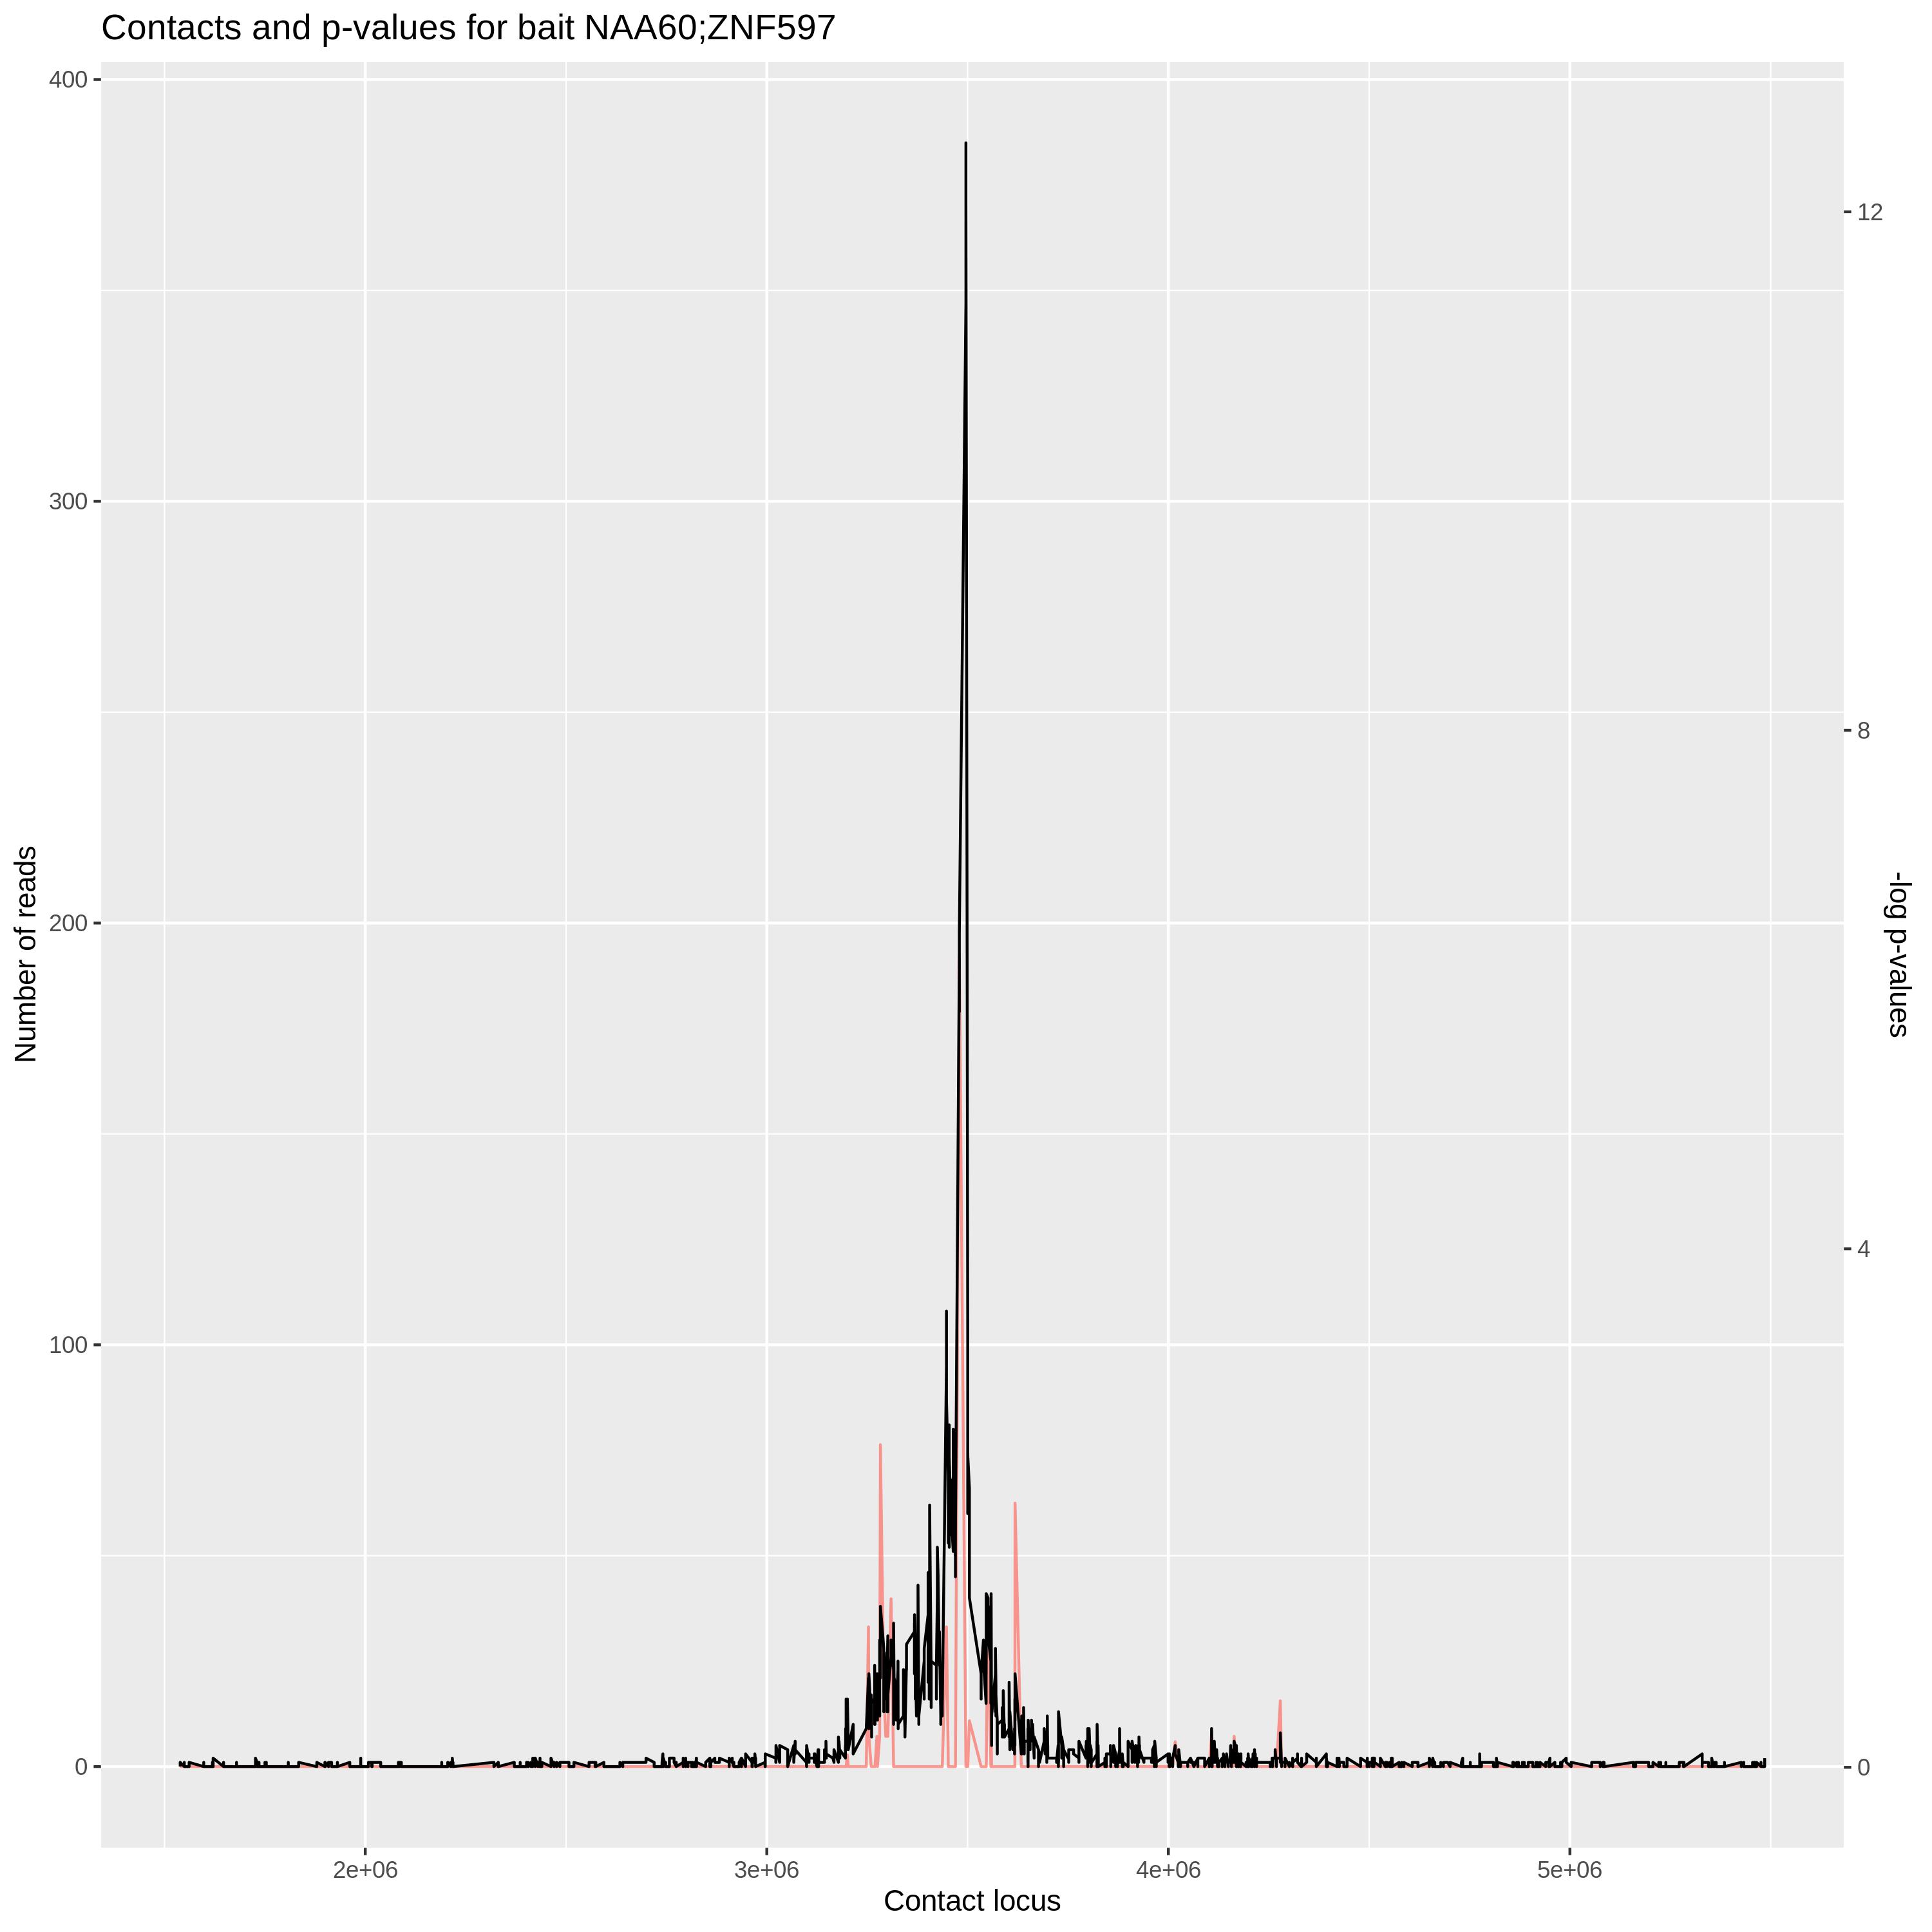 Contacts and p-values for bait NAA60;ZNF597
400
300
200
100
0
Number of reads
12
8
4
0
-log p-values
2e+06
3e+06
4e+06
5e+06
Contact locus